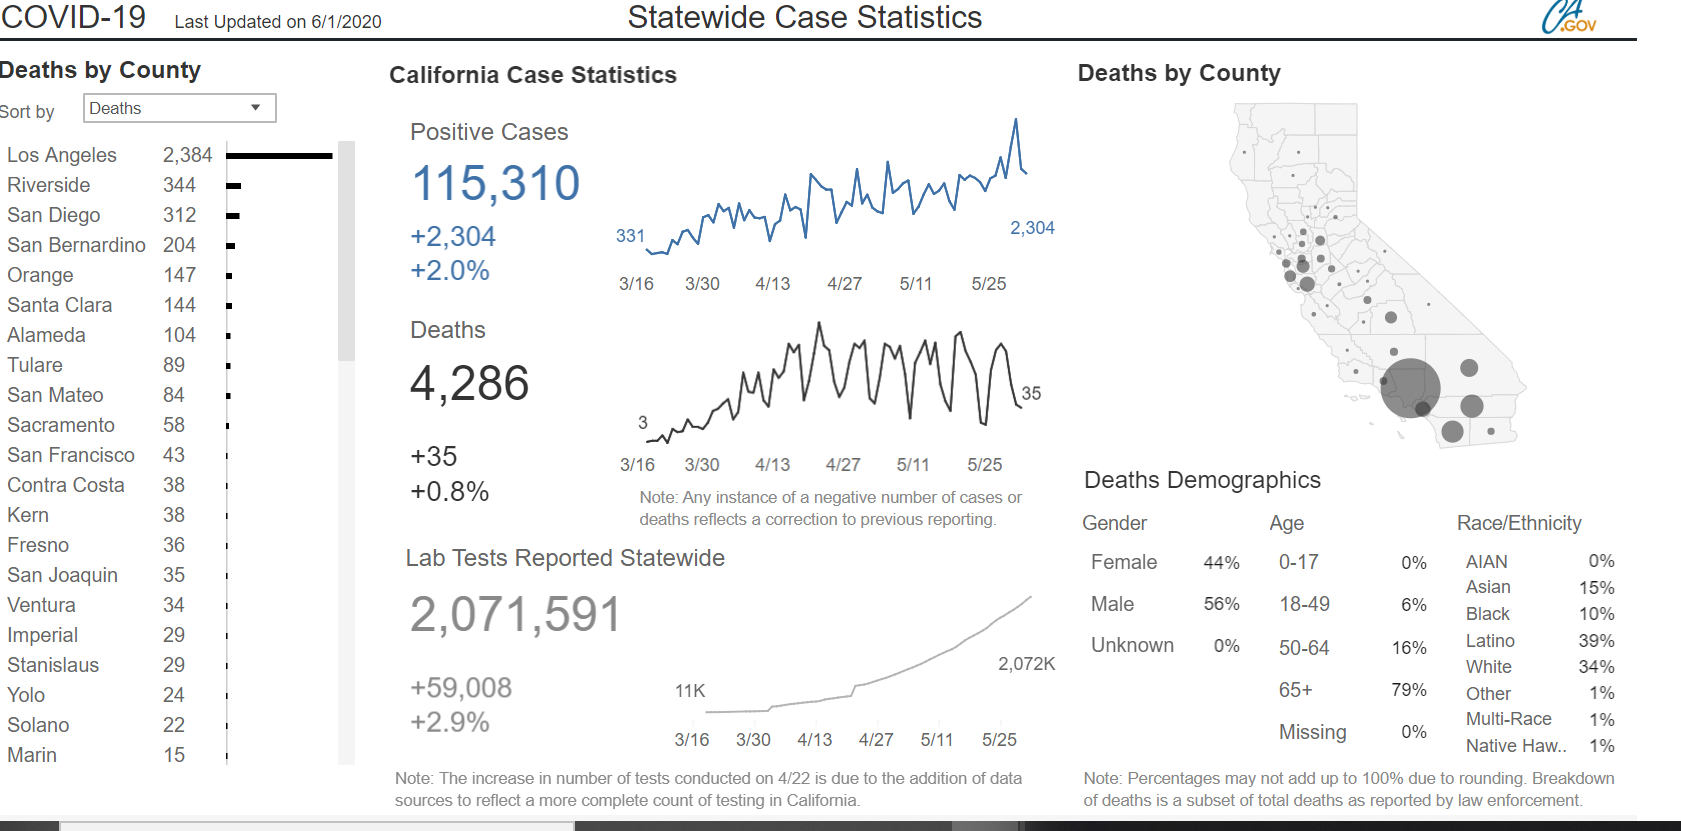 COVID-19 Last Updated on 6/1/2020 Statewide Case Statistics
CA
.GOV
Deaths by County
Sort by Deaths
Los Angeles 2,384
Riverside 344
San Diego 312
San Bernardino 204
Orange 147
Santa Clara 144
Alameda 104
Tulare 89
San Mateo 84
Sacramento 58
San Francisco 43
Contra Costa 38
Kern 38
Fresno 36
San Joaquin 35
Ventura 34
Imperial 29
Stanislaus 29
Yolo 24
Solano 22
Marin 15
California Case Statistics
Positive Cases
115,310
+2,304
+2.0%
331
2,304
3/16 3/30 4/13 4/27 5/11 5/25
Deaths
4,286
+35
+0.8%
3
35
3/16 3/30 4/13 4/27 5/11 5/25
Note: Any instance of a negative number of cases or
deaths reflects a correction to previous reporting.
Lab Tests Reported Statewide
2,071,591
+59,008
+2.9%
11K
2,072K
3/16 3/30 4/13 4/27 5/11 5/25
Note: The increase in number of tests conducted on 4/22 is due to the addition of data
sources to reflect a more complete count of testing in California.
Deaths by County
Deaths Demographics
Gender
Female 44%
Male 56%
Unknown 0%
Age
0-17 0%
18-49 6%
50-64 16%
65+ 79%
Missing 0%
Race/Ethnicity
AIAN 0%
Asian 15%
Black 10%
Latino 39%
White 34%
Other 1%
Multi-Race 1%
Native Haw.. 1%
Note: Percentages may not add up to 100% due to rounding. Breakdown
of deaths is a subset of total deaths as reported by law enforcement.